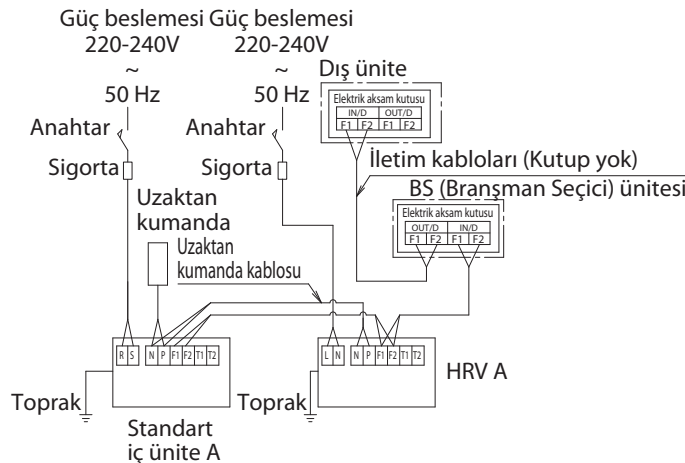 Güç beslemesi
220-240V
~
50 Hz
Güç beslemesi
220-240V
~
50 Hz
Dış ünite
Elektrik aksam kutusu
IN/D OUT/D
F1 F2 F1 F2
Anahtar
Anahtar
Sigorta
Sigorta
İletim kabloları (Kutup yok)
BS (Branşman Seçici) ünitesi
Elektrik aksam kutusu
OUT/D IN/D
F1 F2 F1 F2
Uzaktan
kumanda
Uzaktan
kumanda kablosu
R S N P F1 F2 T1 T2
L N N P F1 F2 T1 T2
HRV A
Toprak
Toprak
Standart
iç ünite A